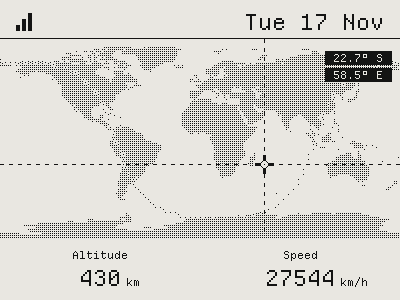 Tue 17 Nov
22.7° S
58.5° E
Altitude
430 km
Speed
27544 km/h